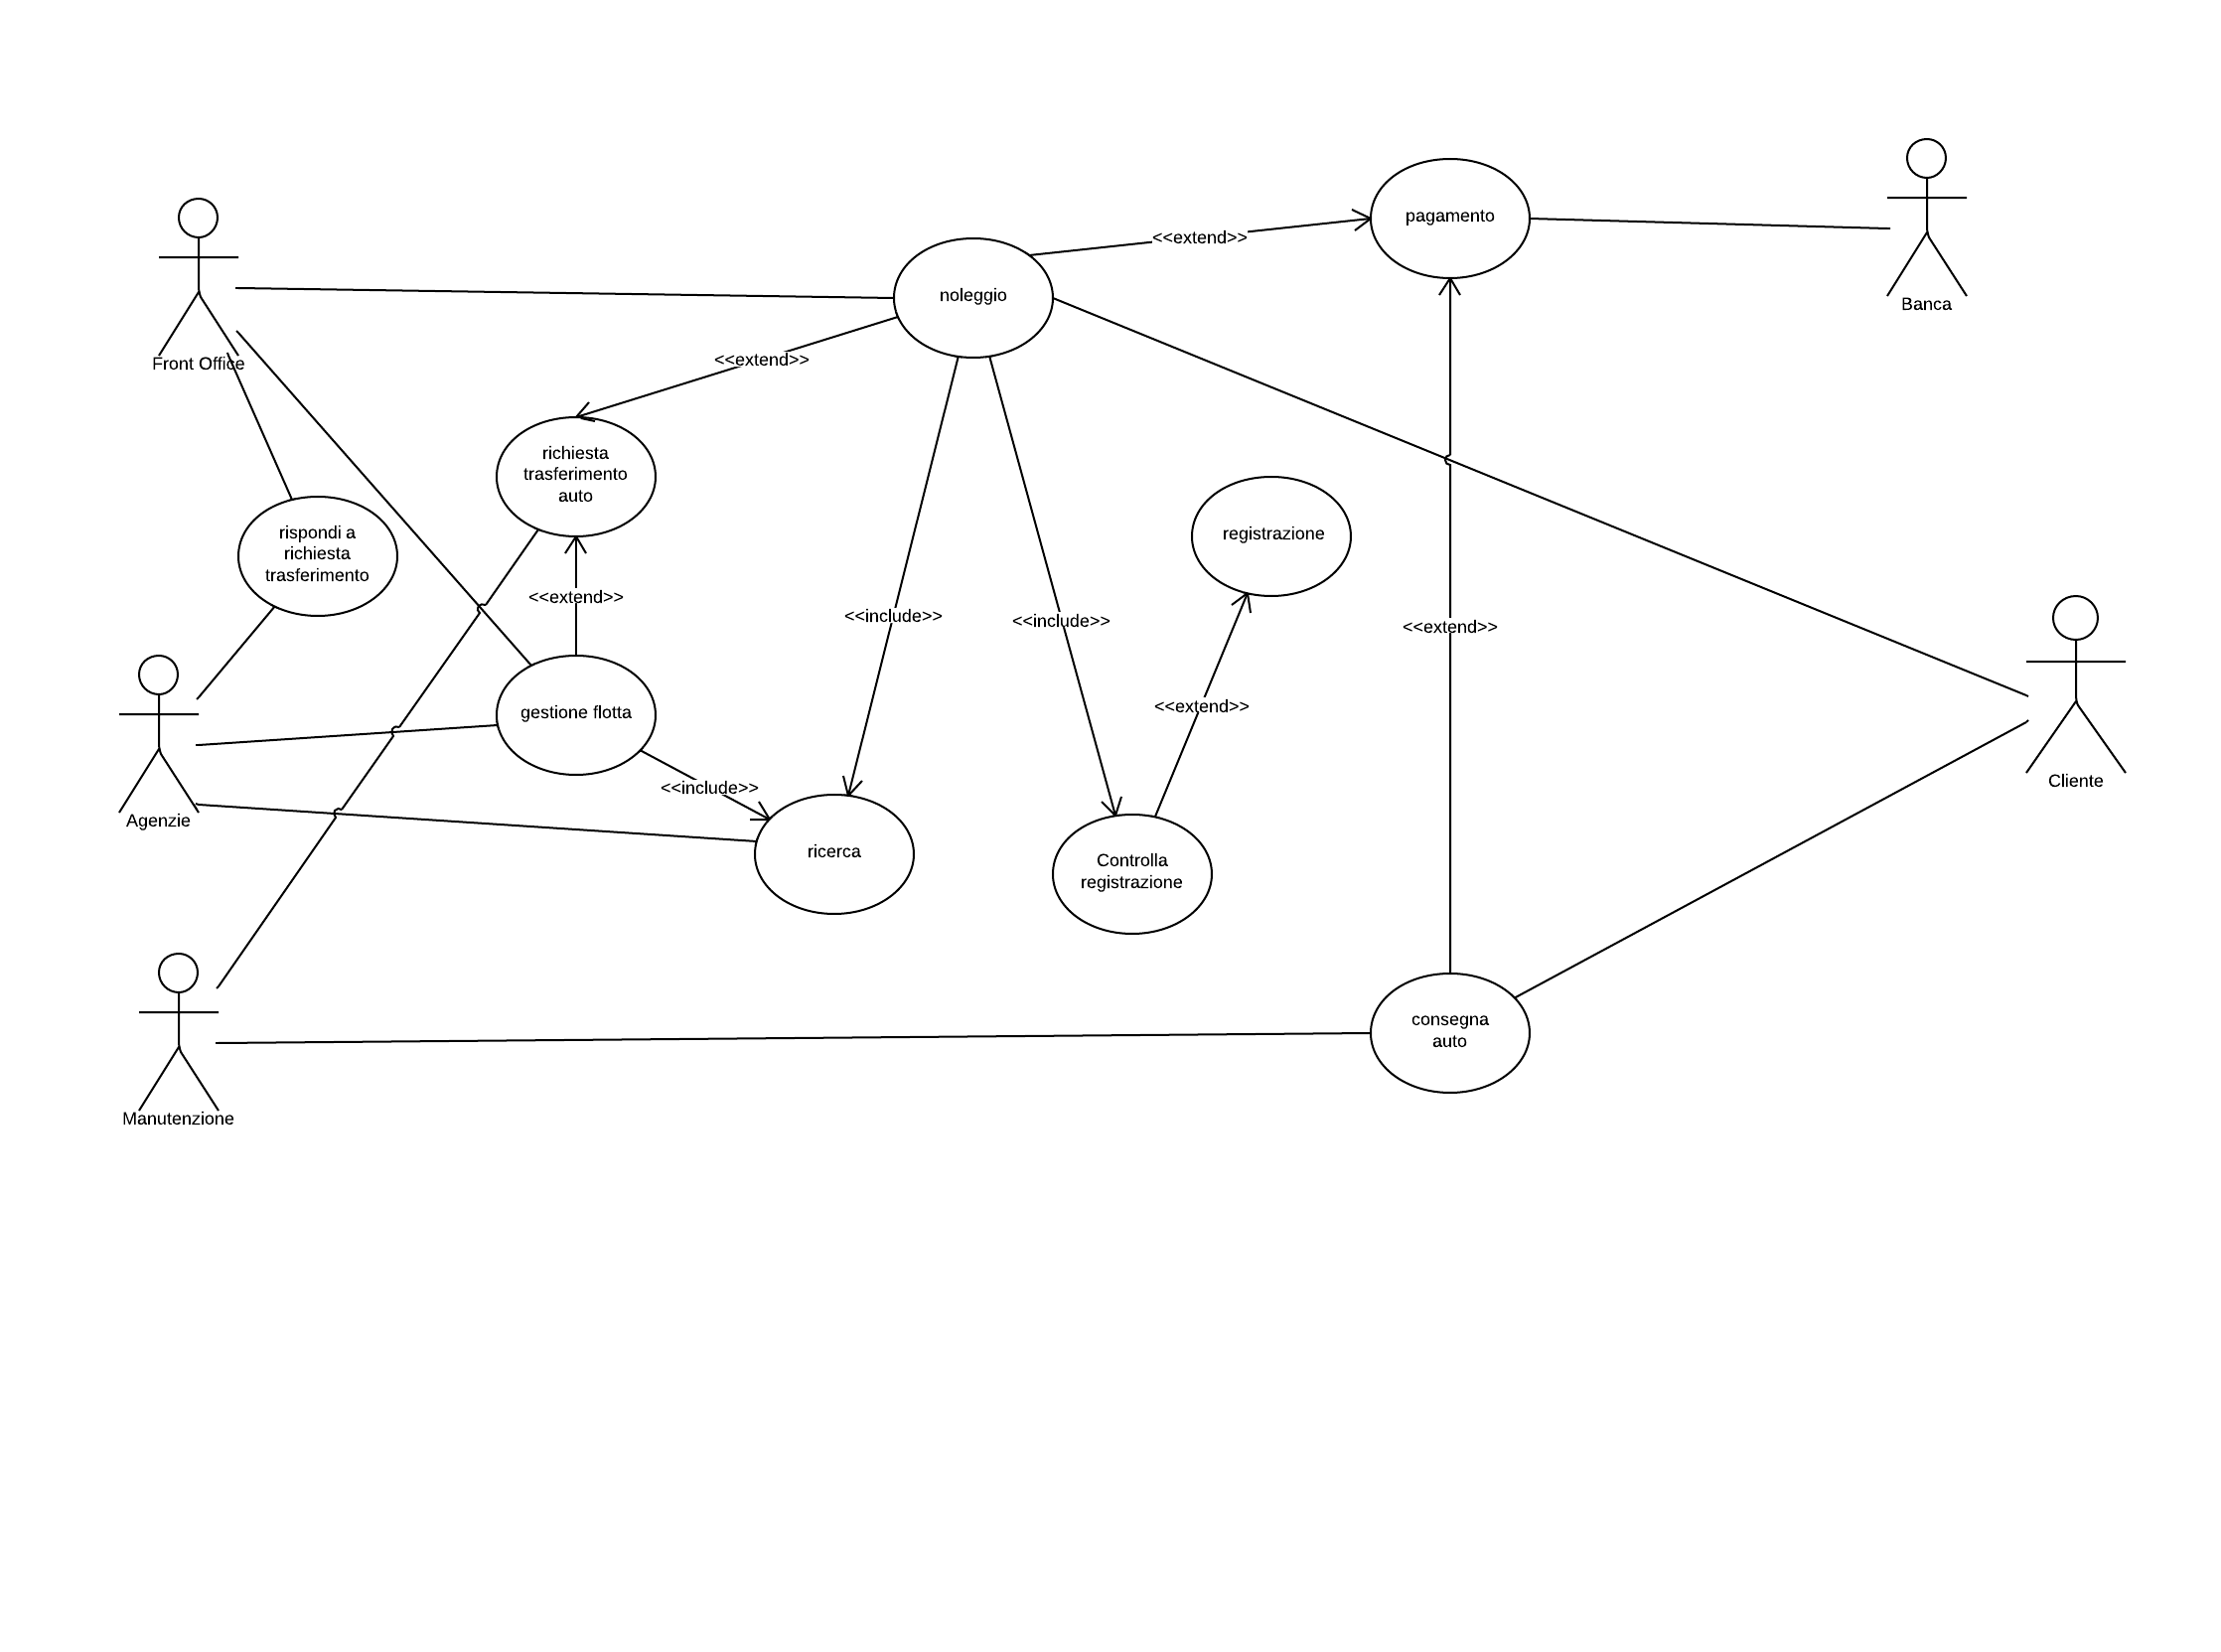 pagamento
<<extend>>
noleggio
Banca
Front Office
<<extend>>
richiesta
trasferimento
auto
rispondi a
richiesta
trasferimento
registrazione
<<extend>>
<<include>>
<<include>>
<<extend>>
gestione flotta
<<extend>>
Cliente
<<include>>
Agenzie
ricerca
Controlla
registrazione
consegna
auto
Manutenzione